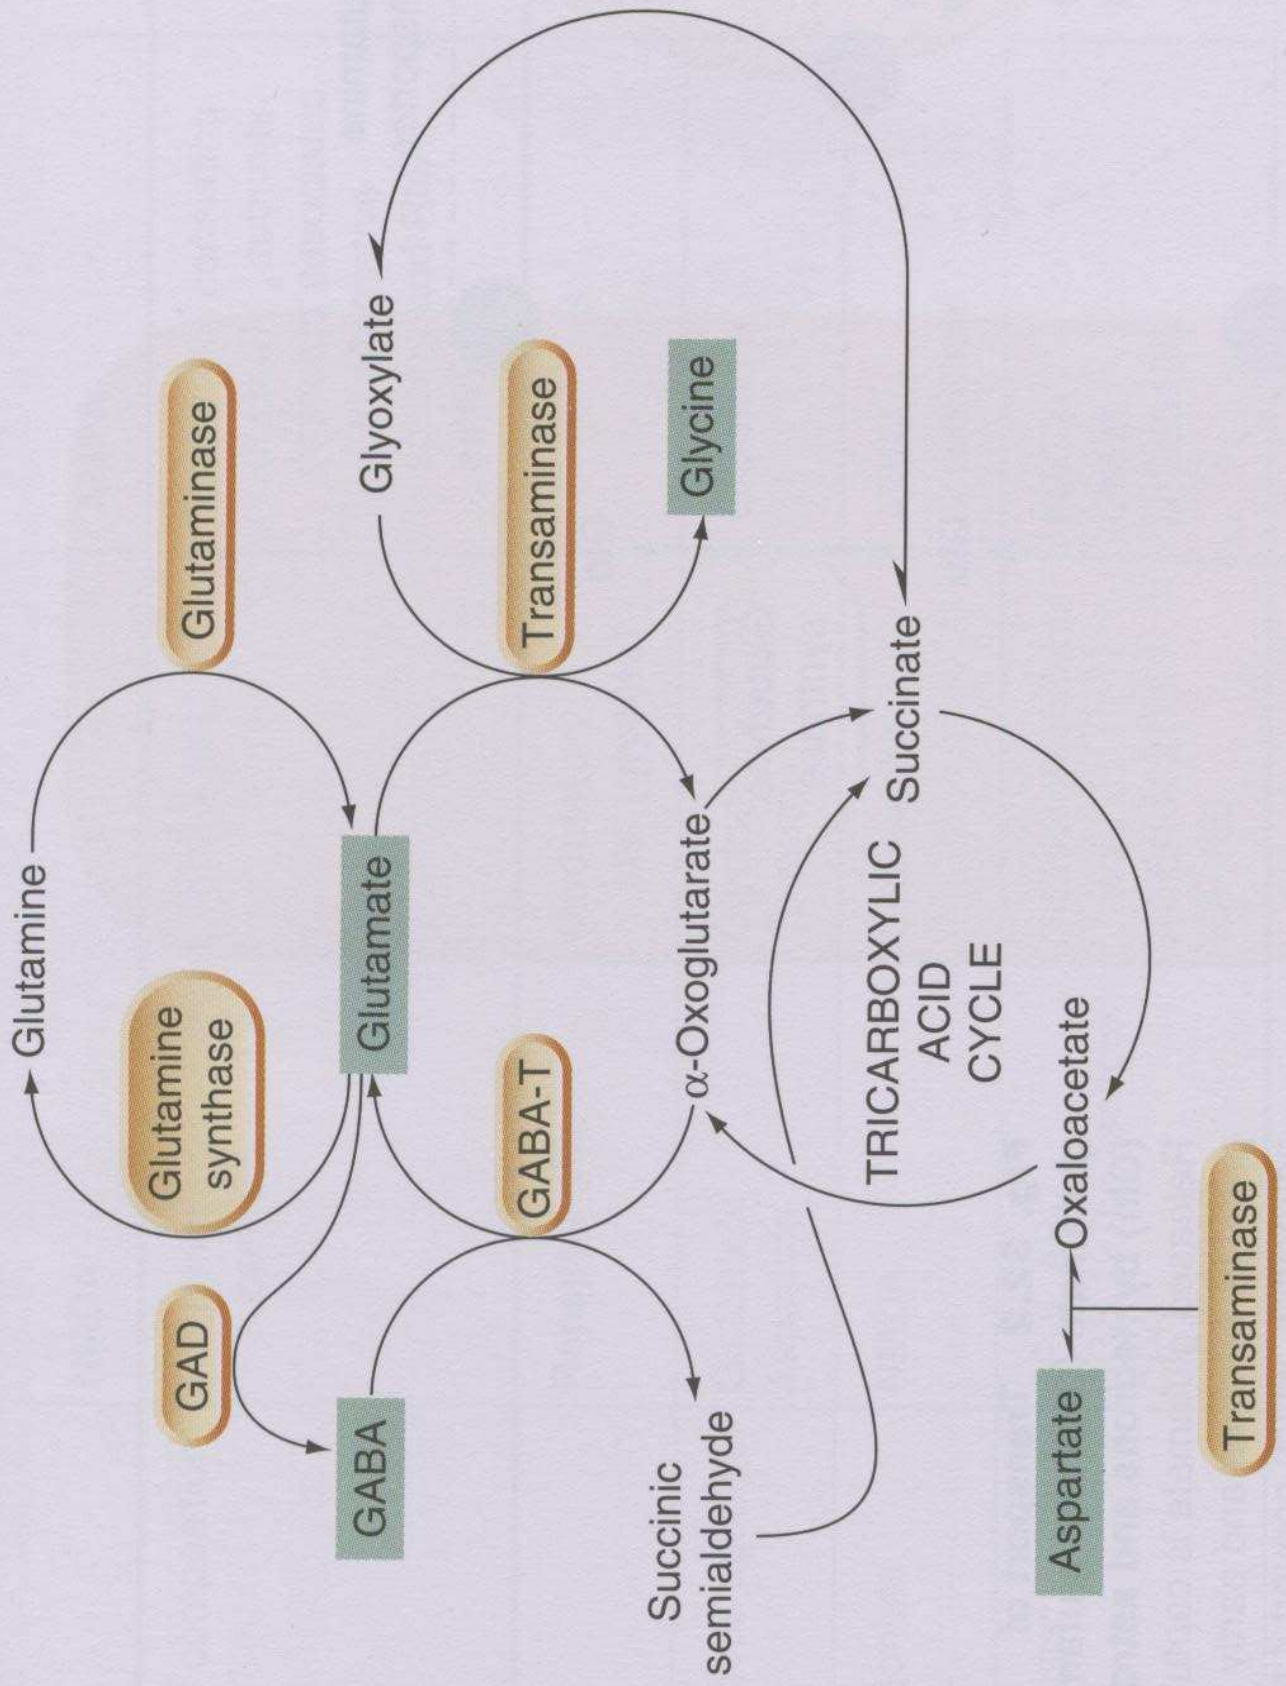 Glutamine
Glutamine
synthase
Glutaminase
GAD
GABA
Glutamate
Glyoxylate
GABA-T
Transaminase
Succinic
semialdehyde
α-Oxoglutarate
Glycine
TRICARBOXYLIC
ACID
CYCLE
Succinate
Aspartate
Oxaloacetate
Transaminase